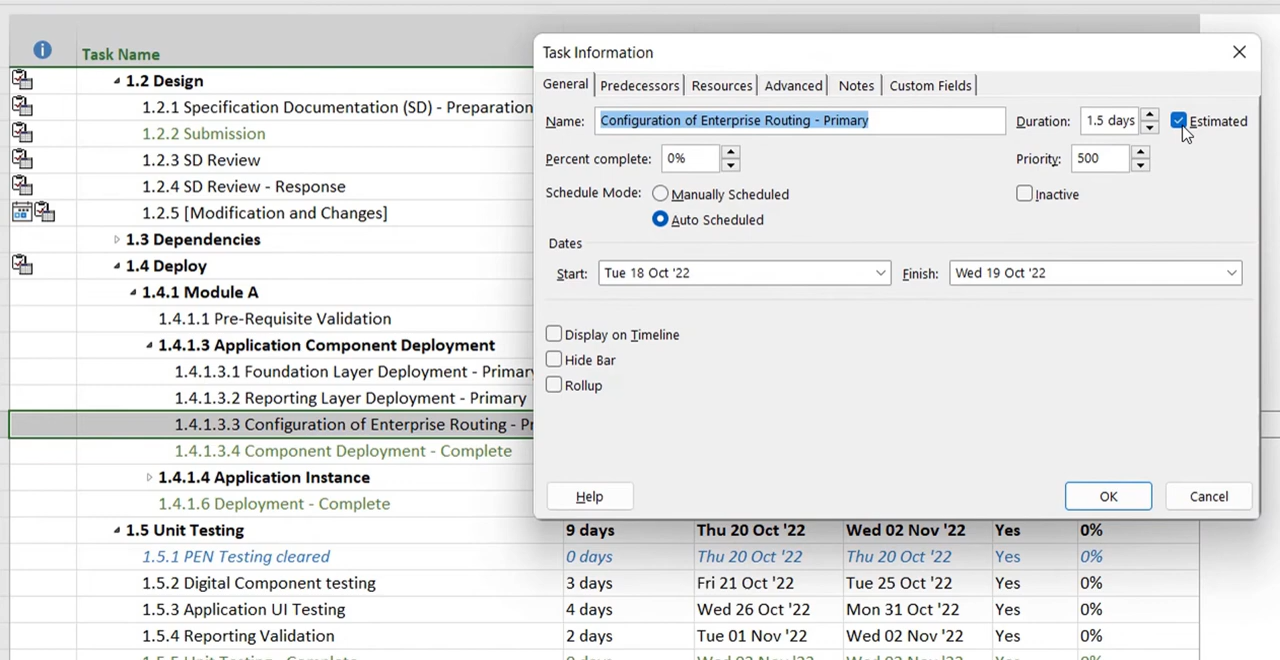 Task Name
1.2 Design
1.2.1 Specification Documentation (SD) - Preparation
1.2.2 Submission
1.2.3 SD Review
1.2.4 SD Review - Response
1.2.5 [Modification and Changes]
1.3 Dependencies
1.4 Deploy
1.4.1 Module A
1.4.1.1 Pre-Requisite Validation
1.4.1.3 Application Component Deployment
1.4.1.3.1 Foundation Layer Deployment - Primary
1.4.1.3.2 Reporting Layer Deployment - Primary
1.4.1.3.3 Configuration of Enterprise Routing - Pr
1.4.1.3.4 Component Deployment - Complete
1.4.1.4 Application Instance
1.4.1.6 Deployment - Complete
1.5 Unit Testing 9 days Thu 20 Oct '22 Wed 02 Nov '22 Yes 0%
1.5.1 PEN Testing cleared 0 days Thu 20 Oct '22 Thu 20 Oct '22 Yes 0%
1.5.2 Digital Component testing 3 days Fri 21 Oct '22 Tue 25 Oct '22 Yes 0%
1.5.3 Application UI Testing 4 days Wed 26 Oct '22 Mon 31 Oct '22 Yes 0%
1.5.4 Reporting Validation 2 days Tue 01 Nov '22 Wed 02 Nov '22 Yes 0%
Task Information
General Predecessors Resources Advanced Notes Custom Fields
Name: Configuration of Enterprise Routing - Primary Duration: 1.5 days Estimated
Percent complete: 0% Priority: 500
Schedule Mode: Manually Scheduled Inactive
Auto Scheduled
Dates
Start: Tue 18 Oct '22 Finish: Wed 19 Oct '22
Display on Timeline
Hide Bar
Rollup
Help OK Cancel